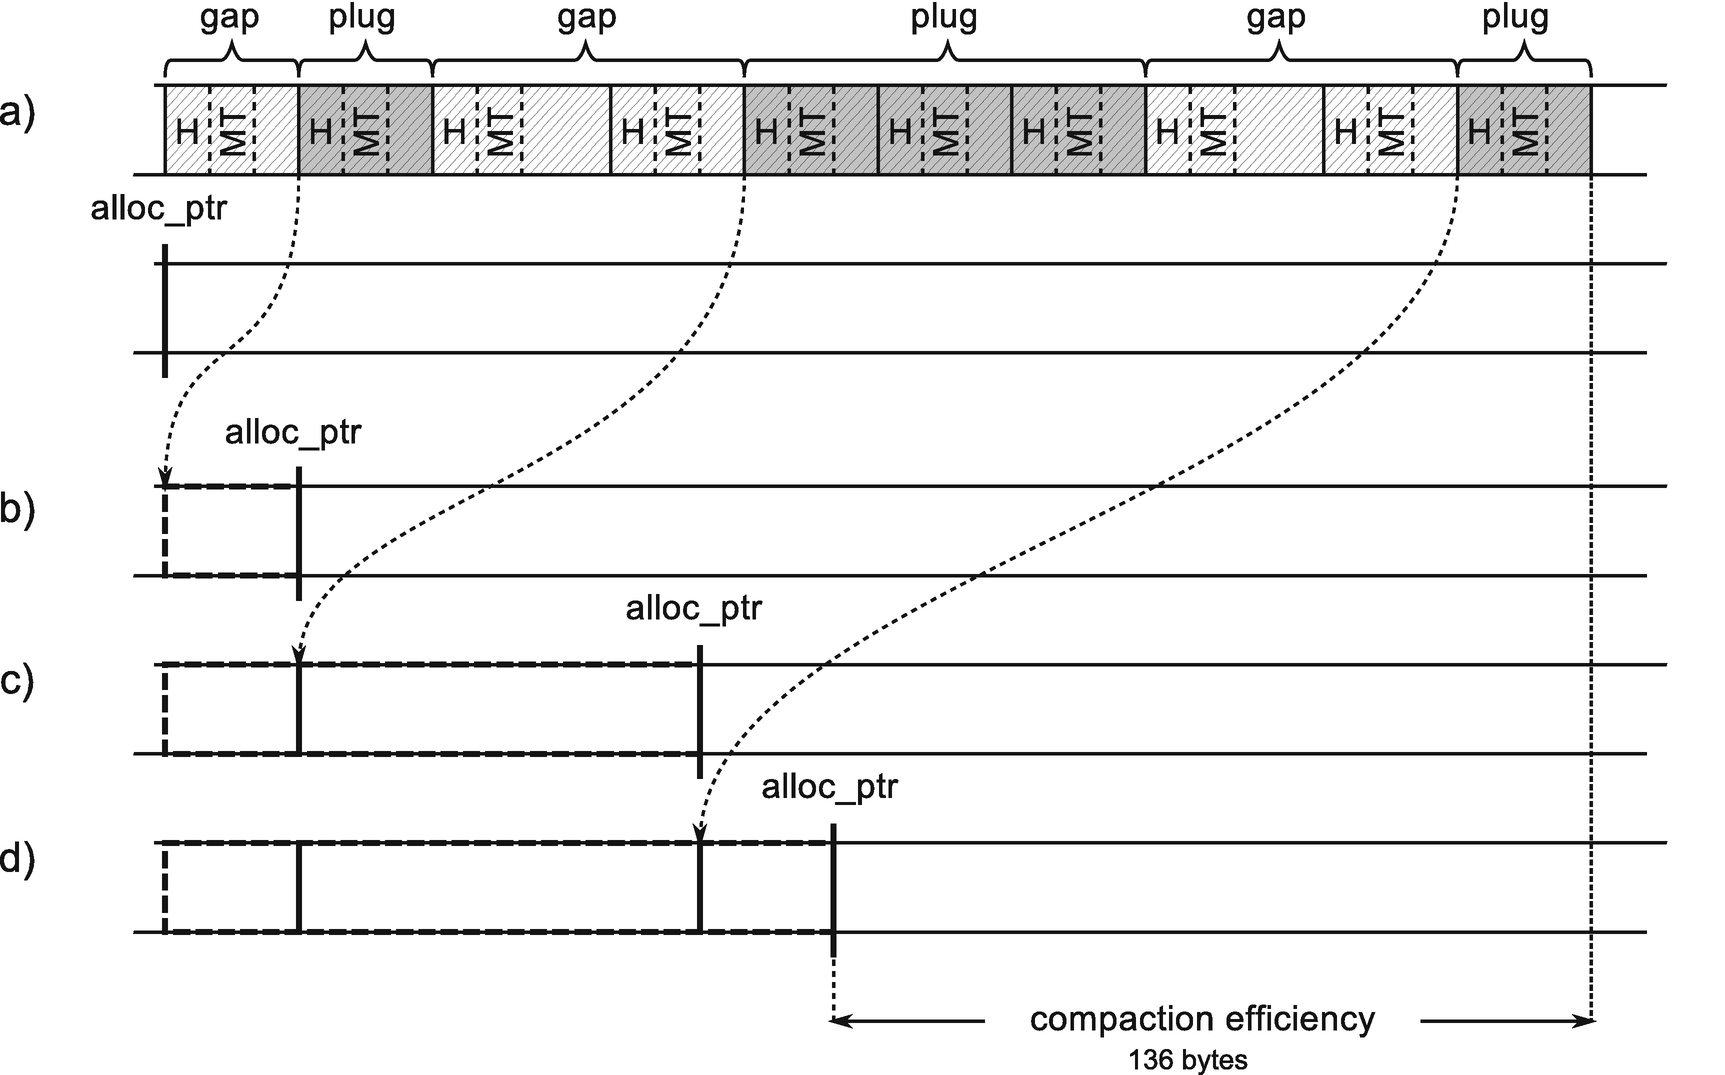 gap plug gap plug gap plug
a)
H MT H MT H MT H MT H MT H MT H MT H MT H MT H MT
alloc_ptr
alloc_ptr
b)
alloc_ptr
c)
alloc_ptr
d)
compaction efficiency
136 bytes